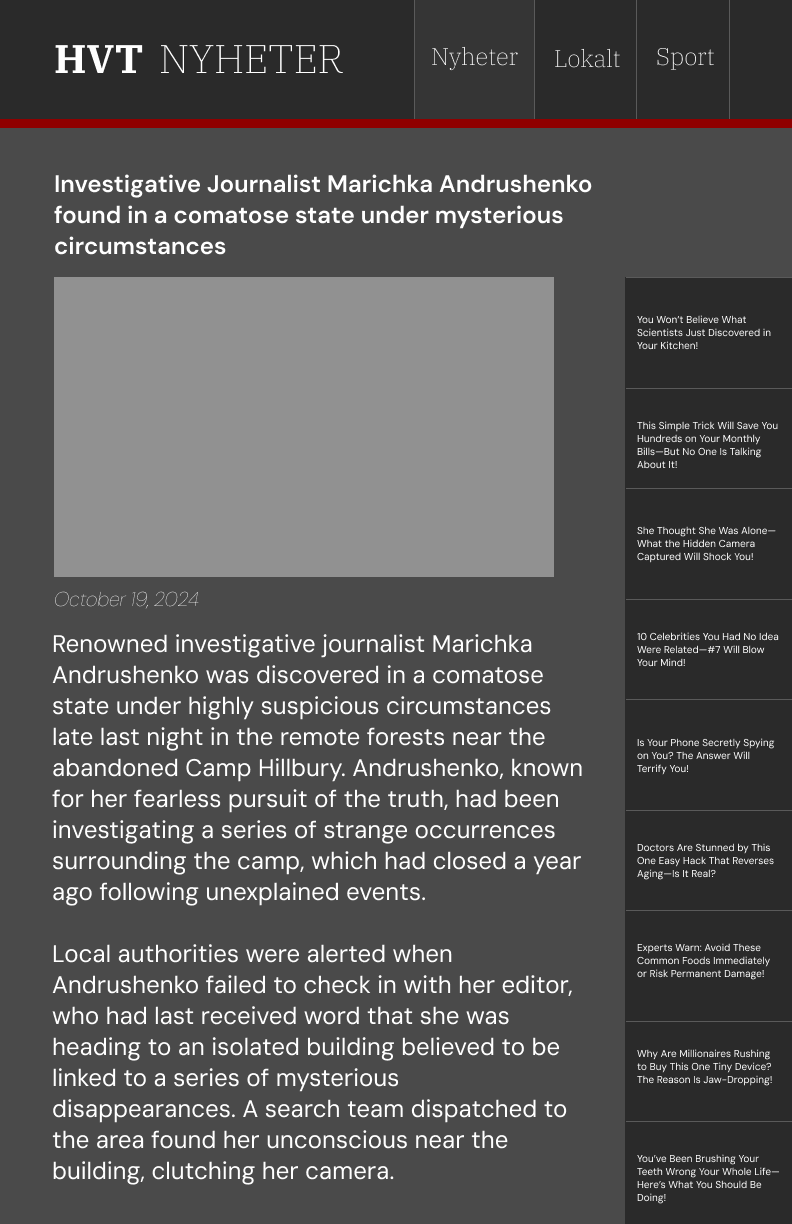 HVT NYHETER
Nyheter
Lokalt
Sport
Investigative Journalist Marichka Andrushenko
found in a comatose state under mysterious
circumstances
October 19, 2024
Renowned investigative journalist Marichka
Andrushenko was discovered in a comatose
state under highly suspicious circumstances
late last night in the remote forests near the
abandoned Camp Hillbury. Andrushenko, known
for her fearless pursuit of the truth, had been
investigating a series of strange occurrences
surrounding the camp, which had closed a year
ago following unexplained events.
Local authorities were alerted when
Andrushenko failed to check in with her editor,
who had last received word that she was
heading to an isolated building believed to be
linked to a series of mysterious
disappearances. A search team dispatched to
the area found her unconscious near the
building, clutching her camera.
You Won't Believe What
Scientists Just Discovered in
Your Kitchen!
This Simple Trick Will Save You
Hundreds on Your Monthly
Bills—But No One Is Talking
About It!
She Thought She Was Alone—
What the Hidden Camera
Captured Will Shock You!
10 Celebrities You Had No Idea
Were Related—#7 Will Blow
Your Mind!
Is Your Phone Secretly Spying
on You? The Answer Will
Terrify You!
Doctors Are Stunned by This
One Easy Hack That Reverses
Aging—Is It Real?
Experts Warn: Avoid These
Common Foods Immediately
or Risk Permanent Damage!
Why Are Millionaires Rushing
to Buy This One Tiny Device?
The Reason Is Jaw-Dropping!
You've Been Brushing Your
Teeth Wrong Your Whole Life—
Here's What You Should Be
Doing!